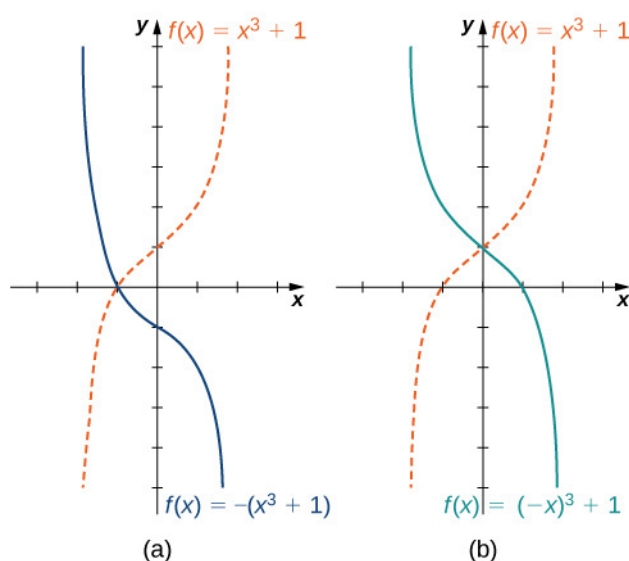 y
f(x) = x³ + 1
x
f(x) = –(x³ + 1)
(a)
y
f(x) = x³ + 1
x
f(x) = (–x)³ + 1
(b)